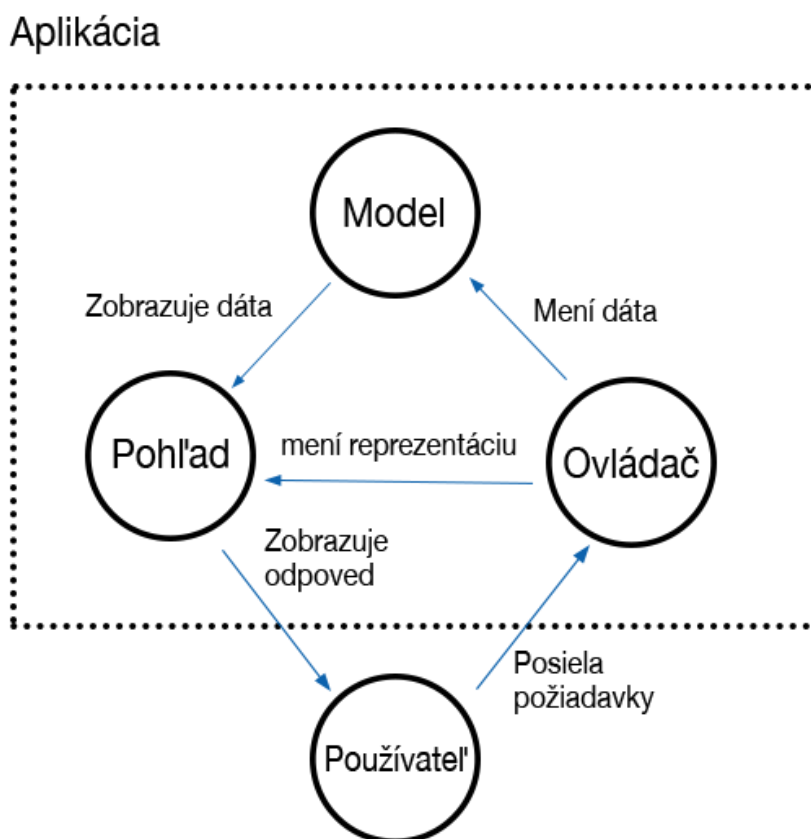 Aplikácia
Model
Zobrazuje dáta
Mení dáta
Pohľad
mení reprezentáciu
Ovládač
Zobrazuje
odpoved
Posiela
požiadavky
Používateľ